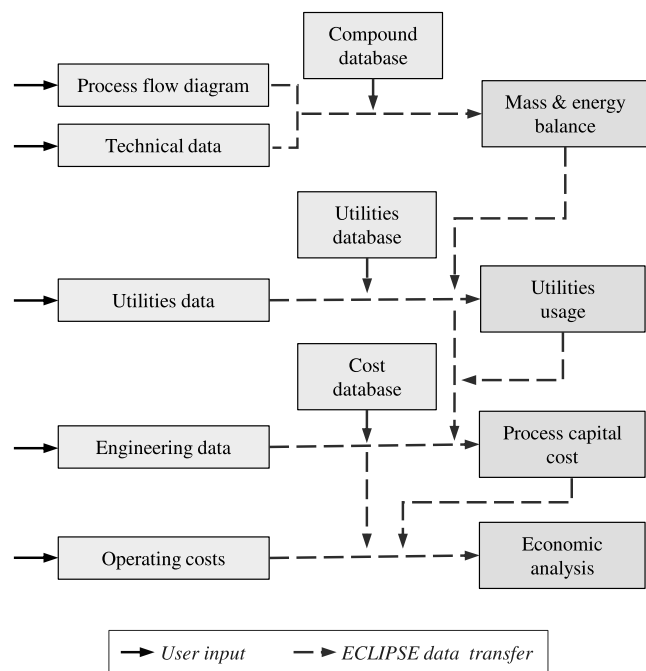 Compound
database
Process flow diagram
Mass & energy
balance
Technical data
Utilities
database
Utilities data
Utilities
usage
Cost
database
Engineering data
Process capital
cost
Operating costs
Economic
analysis
User input
ECLIPSE data transfer